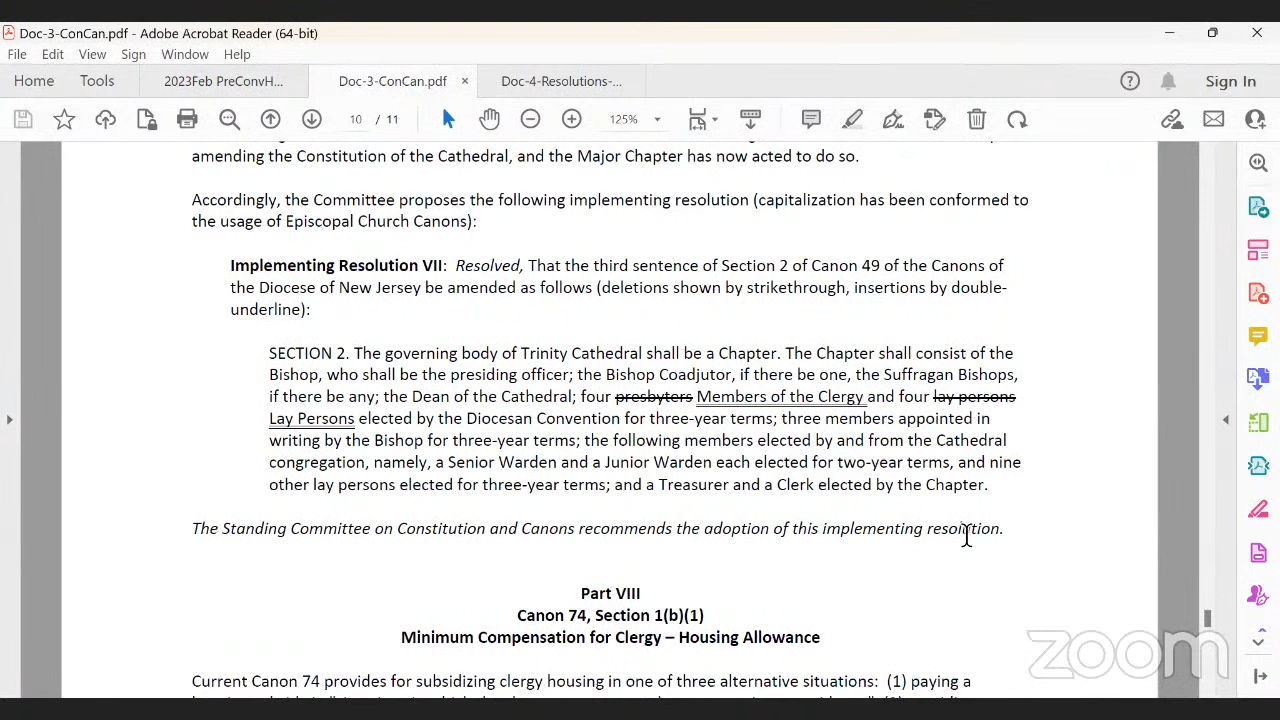 Doc-3-ConCan.pdf - Adobe Acrobat Reader (64-bit)
File Edit View Sign Window Help
Home Tools 2023Feb PreConvH... Doc-3-ConCan.pdf × Doc-4-Resolutions-... Sign In
10 / 11 125%
amending the Constitution of the Cathedral, and the Major Chapter has now acted to do so.
Accordingly, the Committee proposes the following implementing resolution (capitalization has been conformed to
the usage of Episcopal Church Canons):
Implementing Resolution VII: Resolved, That the third sentence of Section 2 of Canon 49 of the Canons of
the Diocese of New Jersey be amended as follows (deletions shown by strikethrough, insertions by double-
underline):
SECTION 2. The governing body of Trinity Cathedral shall be a Chapter. The Chapter shall consist of the
Bishop, who shall be the presiding officer; the Bishop Coadjutor, if there be one, the Suffragan Bishops,
if there be any; the Dean of the Cathedral; four presbyters Members of the Clergy and four lay persons
Lay Persons elected by the Diocesan Convention for three-year terms; three members appointed in
writing by the Bishop for three-year terms; the following members elected by and from the Cathedral
congregation, namely, a Senior Warden and a Junior Warden each elected for two-year terms, and nine
other lay persons elected for three-year terms; and a Treasurer and a Clerk elected by the Chapter.
The Standing Committee on Constitution and Canons recommends the adoption of this implementing resolution.
Part VIII
Canon 74, Section 1(b)(1)
Minimum Compensation for Clergy – Housing Allowance
zoom
Current Canon 74 provides for subsidizing clergy housing in one of three alternative situations: (1) paying a